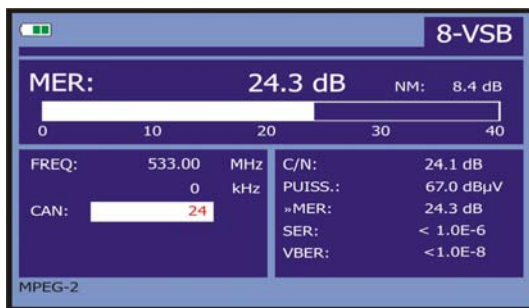 8-VSB
MER: 24.3 dB NM: 8.4 dB
0 10 20 30 40
FREQ: 533.00 MHz
0 kHz
CAN: 24
C/N: 24.1 dB
PUISS.: 67.0 dBµV
»MER: 24.3 dB
SER: < 1.0E-6
VBER: <1.0E-8
MPEG-2